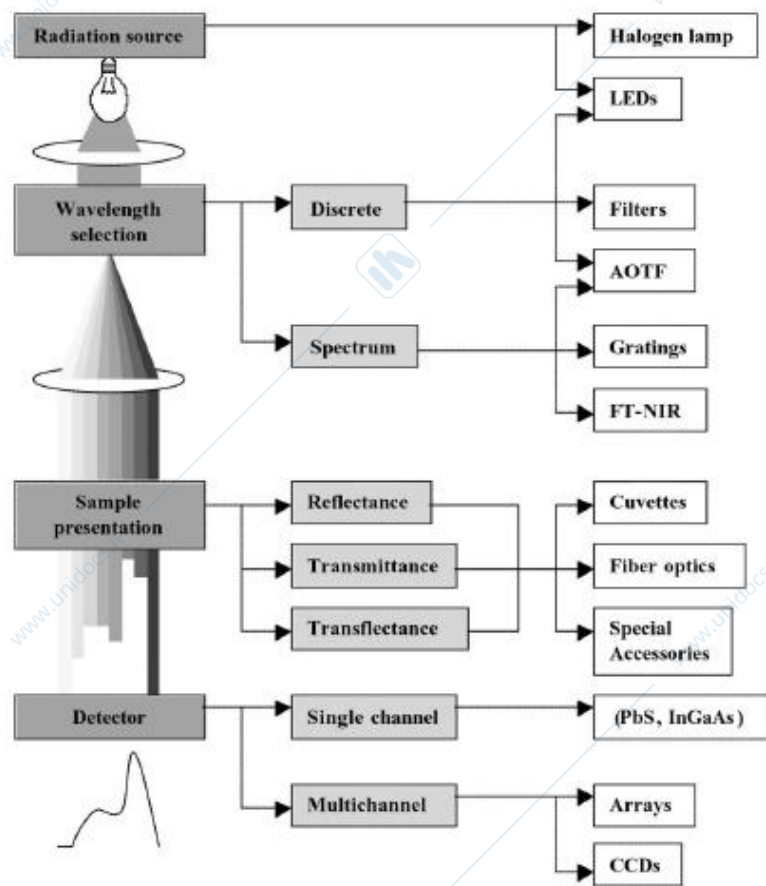 Radiation source
Halogen lamp
LEDs
Wavelength
selection
Discrete
Filters
AOTF
Spectrum
Gratings
FT-NIR
Sample
presentation
Reflectance
Cuvettes
Transmittance
Fiber optics
Transflectance
Special
Accessories
Detector
Single channel
(PbS, InGaAs)
Multichannel
Arrays
CCDs